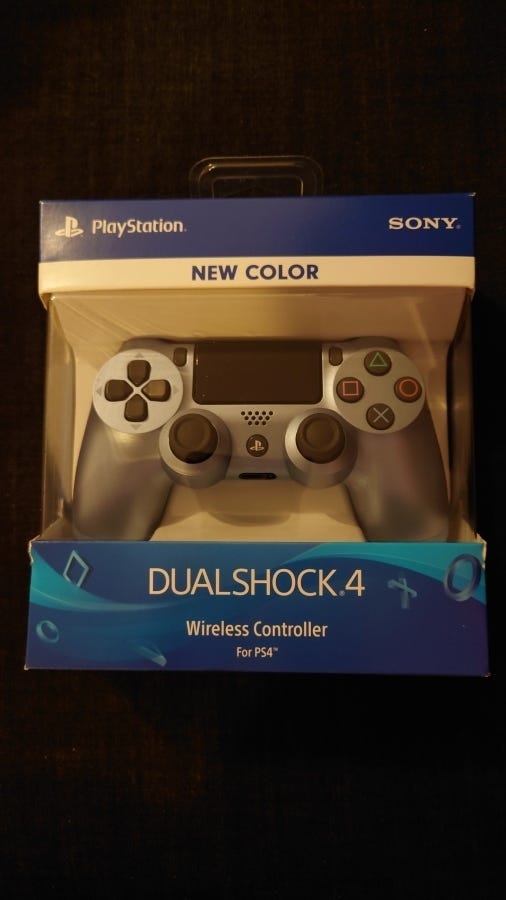 PlayStation®
SONY®
NEW COLOR
DUALSHOCK®4
Wireless Controller
For PS4™